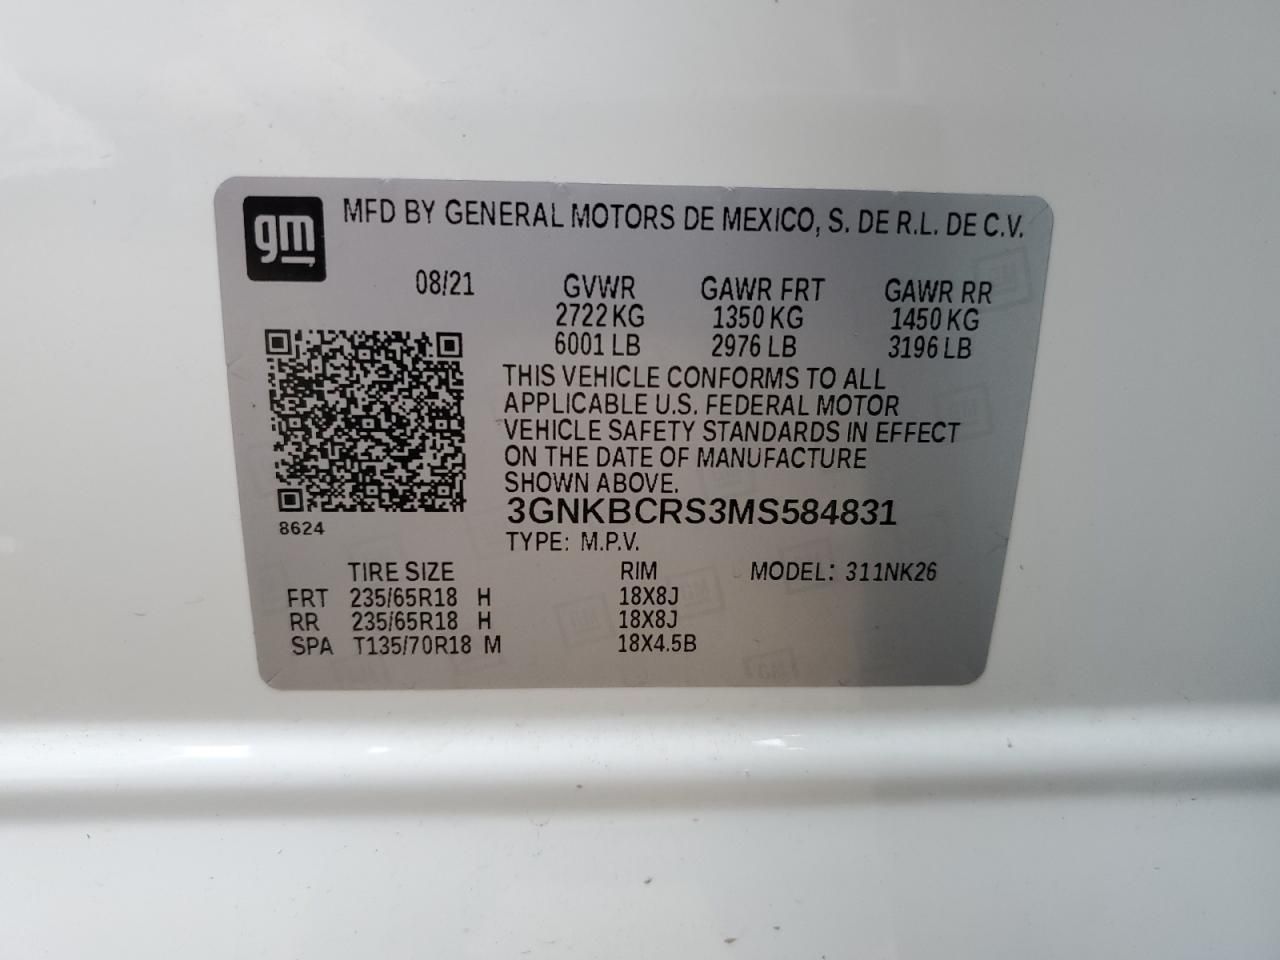 gm
MFD BY GENERAL MOTORS DE MEXICO, S. DE R.L. DE C.V.
08/21 GVWR GAWR FRT GAWR RR
2722 KG 1350 KG 1450 KG
6001 LB 2976 LB 3196 LB
THIS VEHICLE CONFORMS TO ALL
APPLICABLE U.S. FEDERAL MOTOR
VEHICLE SAFETY STANDARDS IN EFFECT
ON THE DATE OF MANUFACTURE
SHOWN ABOVE.
3GNKBCRS3MS584831
8624
TYPE: M.P.V.
TIRE SIZE RIM MODEL: 311NK26
FRT 235/65R18 H 18X8J
RR 235/65R18 H 18X8J
SPA T135/70R18 M 18X4.5B